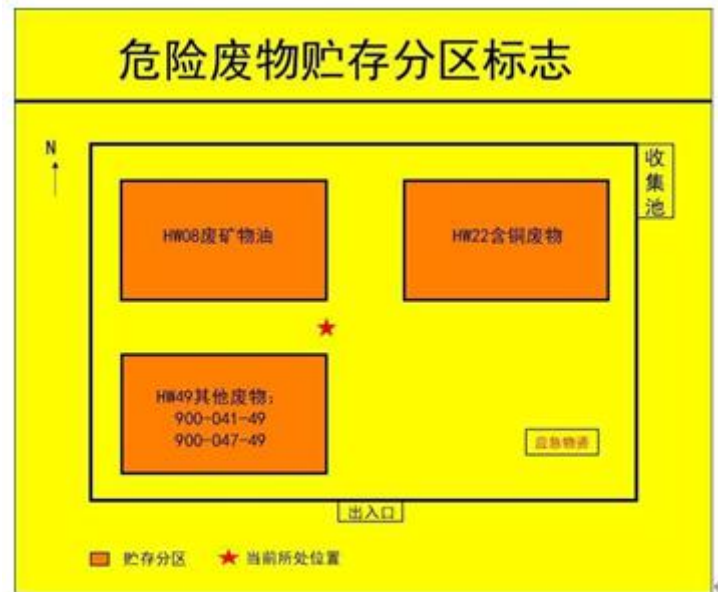 危险废物贮存分区标志
N
收集池
HW08废矿物油
HW22含铜废物
HW49其他废物:
900-041-49
900-047-49
应急物资
出入口
贮存分区
当前所处位置